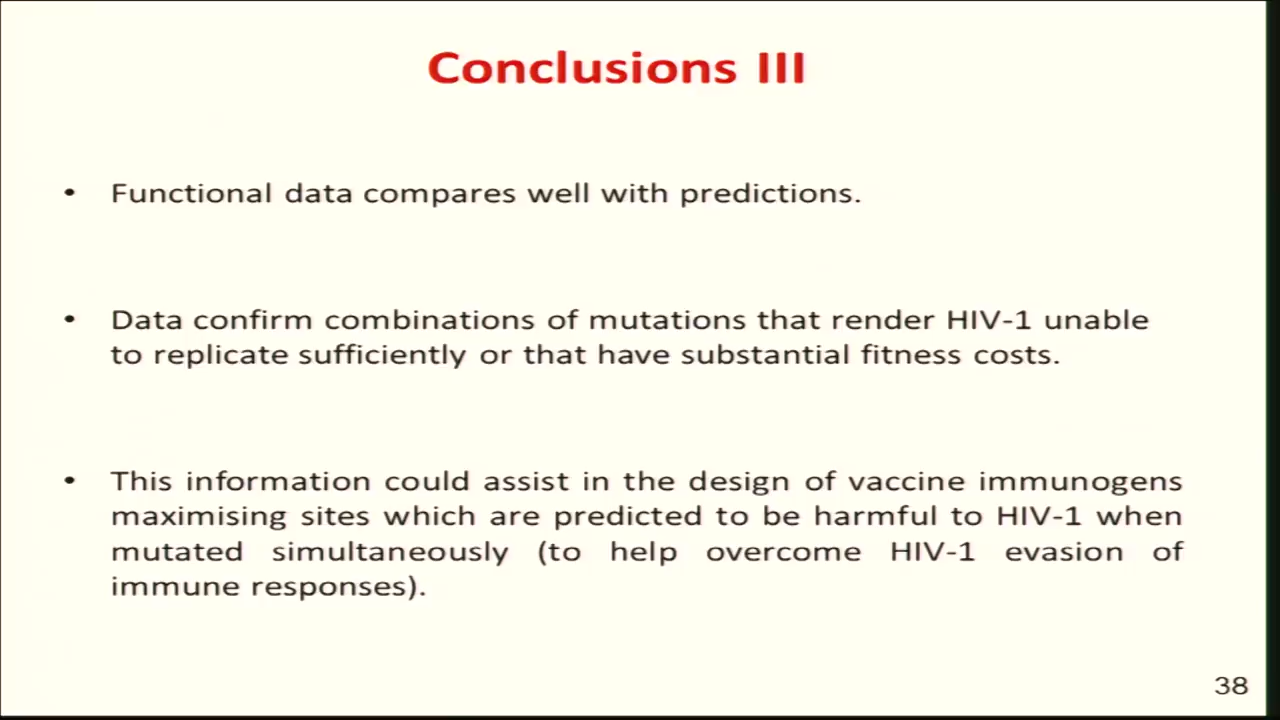 Conclusions III
• Functional data compares well with predictions.
• Data confirm combinations of mutations that render HIV-1 unable
to replicate sufficiently or that have substantial fitness costs.
• This information could assist in the design of vaccine immunogens
maximising sites which are predicted to be harmful to HIV-1 when
mutated simultaneously (to help overcome HIV-1 evasion of
immune responses).
38